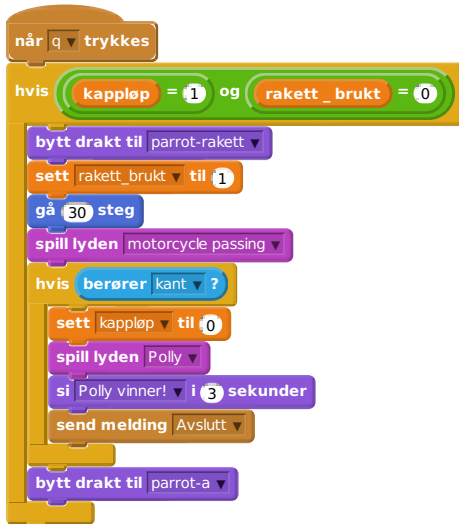 når q trykkes
hvis kappløp = 1 og rakett _ brukt = 0
bytt drakt til parrot-rakett
sett rakett_brukt til 1
gå 30 steg
spill lyden motorcycle passing
hvis berører kant ?
sett kappløp til 0
spill lyden Polly
si Polly vinner! i 3 sekunder
send melding Avslutt
bytt drakt til parrot-a